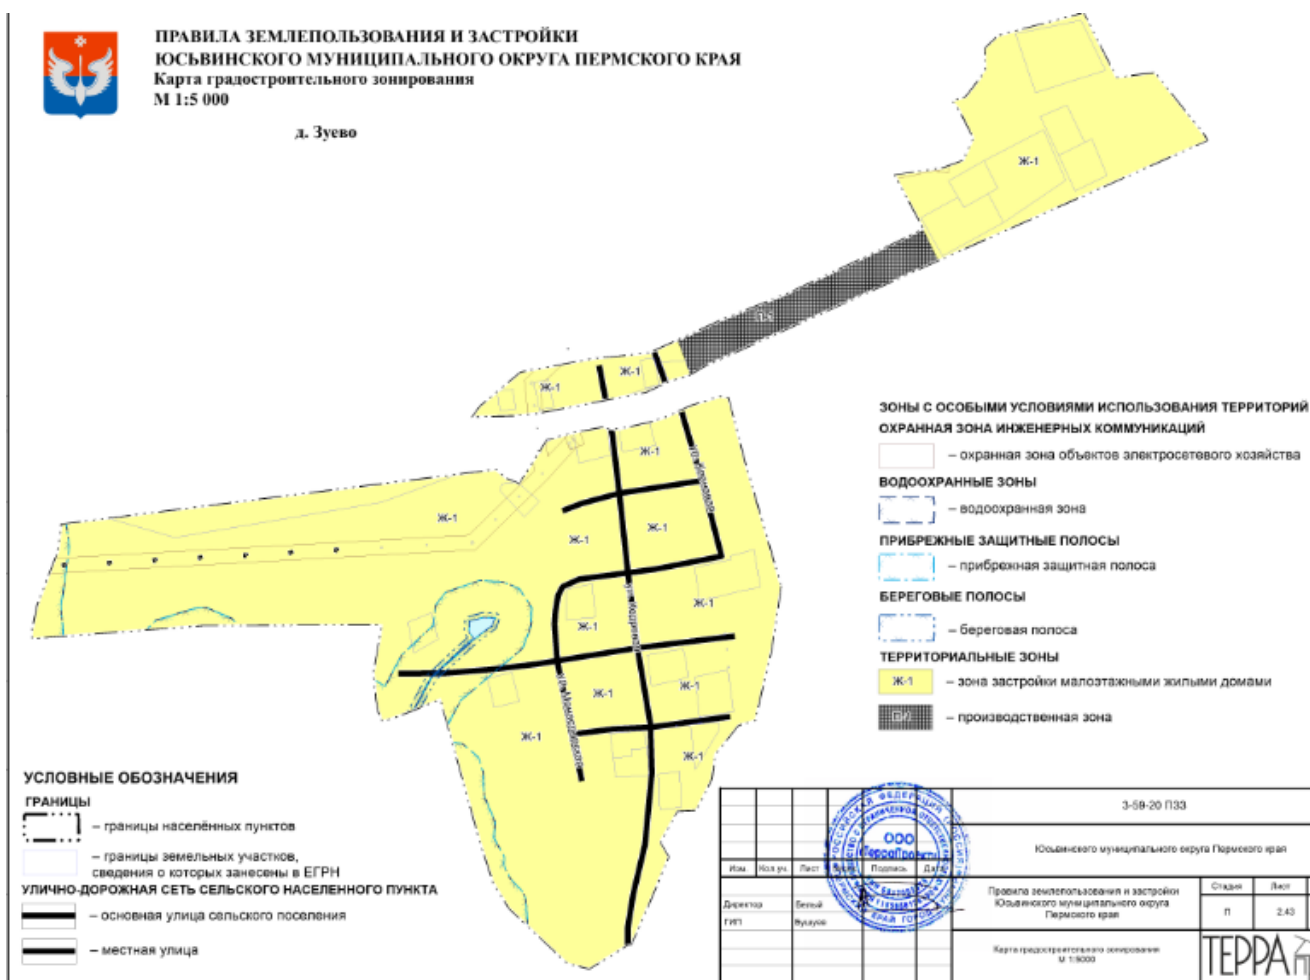 ПРАВИЛА ЗЕМЛЕПОЛЬЗОВАНИЯ И ЗАСТРОЙКИ
ЮСЬВИНСКОГО МУНИЦИПАЛЬНОГО ОКРУГА ПЕРМСКОГО КРАЯ
Карта градостроительного зонирования
М 1:5 000
д. Зуево
Ж-1
Ж-1
Ж-1
Ж-1
Ж-1
Ж-1
Ж-1
Ж-1
Ж-1
Ж-1
Ж-1
Ж-1
Ж-1
ЗОНЫ С ОСОБЫМИ УСЛОВИЯМИ ИСПОЛЬЗОВАНИЯ ТЕРРИТОРИЙ
ОХРАННАЯ ЗОНА ИНЖЕНЕРНЫХ КОММУНИКАЦИЙ
– охранная зона объектов электросетевого хозяйства
ВОДООХРАННЫЕ ЗОНЫ
– водоохранная зона
ПРИБРЕЖНЫЕ ЗАЩИТНЫЕ ПОЛОСЫ
– прибрежная защитная полоса
БЕРЕГОВЫЕ ПОЛОСЫ
– береговая полоса
ТЕРРИТОРИАЛЬНЫЕ ЗОНЫ
Ж-1 – зона застройки малоэтажными жилыми домами
– производственная зона
УСЛОВНЫЕ ОБОЗНАЧЕНИЯ
ГРАНИЦЫ
– границы населённых пунктов
– границы земельных участков,
сведения о которых занесены в ЕГРН
УЛИЧНО-ДОРОЖНАЯ СЕТЬ СЕЛЬСКОГО НАСЕЛЕННОГО ПУНКТА
– основная улица сельского поселения
– местная улица
3-59-20 ПЗЗ
Юсьвинского муниципального округа Пермского края
Изм. Кол.уч. Лист Подпись Дата
Директор Белый
ГИП
Правила землепользования и застройки
Юсьвинского муниципального округа
Пермского края
Стадия Лист
П 2.43
Карта градостроительного зонирования
М 1:5000
ТЕРРА
ООО